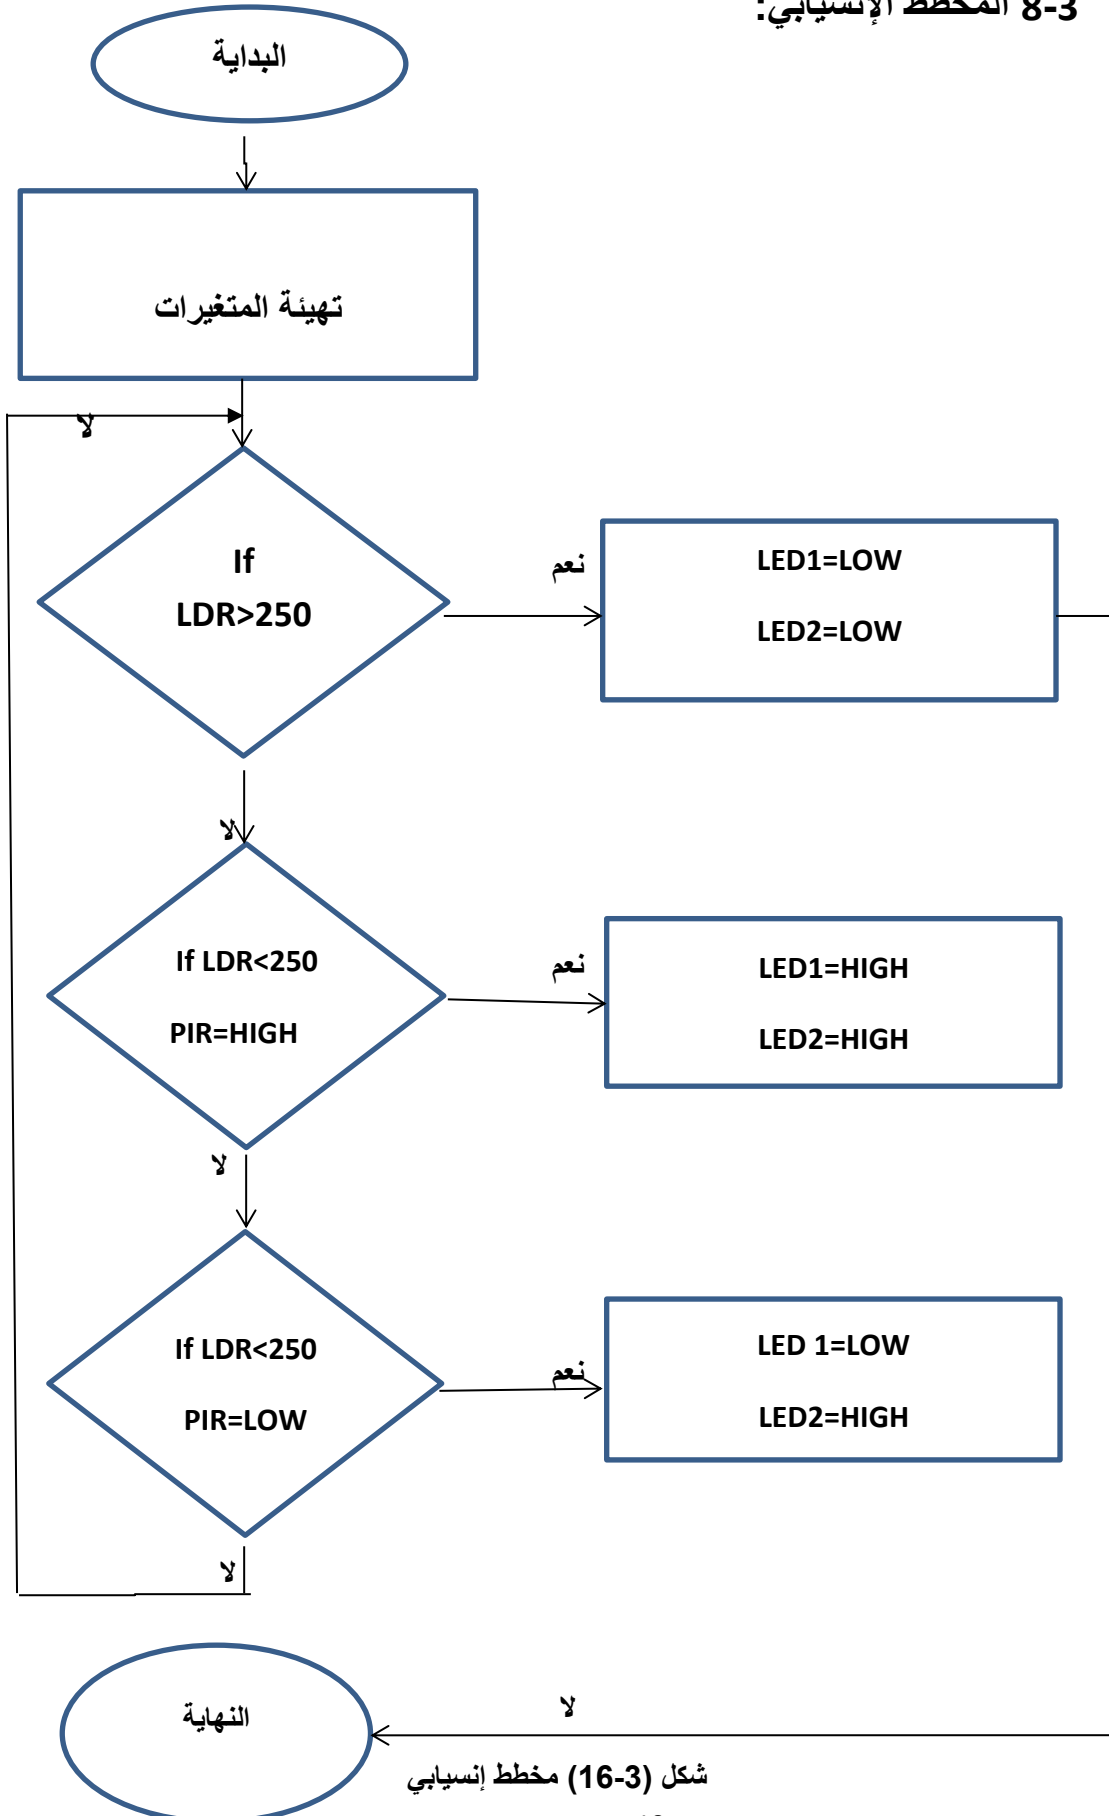 8-3 المخطط الإنسيابي:
البداية
تهيئة المتغيرات
لا
If
LDR>250
نعم
LED1=LOW
LED2=LOW
لا
If LDR<250
PIR=HIGH
نعم
LED1=HIGH
LED2=HIGH
لا
If LDR<250
PIR=LOW
نعم
LED 1=LOW
LED2=HIGH
لا
النهاية
لا
شكل (3-16) مخطط إنسيابي